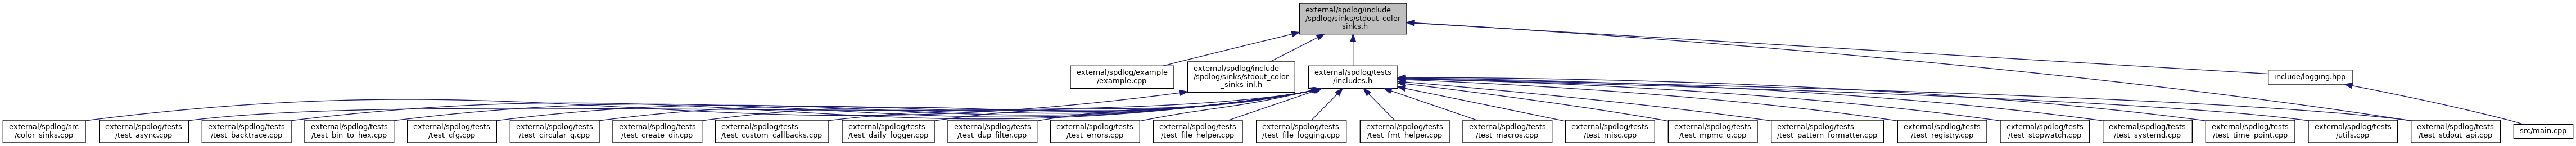 external/spdlog/include
/spdlog/sinks/stdout_color
_sinks.h
external/spdlog/example
/example.cpp
external/spdlog/include
/spdlog/sinks/stdout_color
_sinks-inl.h
external/spdlog/tests
/includes.h
include/logging.hpp
external/spdlog/src
/color_sinks.cpp
external/spdlog/tests
/test_async.cpp
external/spdlog/tests
/test_backtrace.cpp
external/spdlog/tests
/test_bin_to_hex.cpp
external/spdlog/tests
/test_cfg.cpp
external/spdlog/tests
/test_circular_q.cpp
external/spdlog/tests
/test_create_dir.cpp
external/spdlog/tests
/test_custom_callbacks.cpp
external/spdlog/tests
/test_daily_logger.cpp
external/spdlog/tests
/test_dup_filter.cpp
external/spdlog/tests
/test_errors.cpp
external/spdlog/tests
/test_file_helper.cpp
external/spdlog/tests
/test_file_logging.cpp
external/spdlog/tests
/test_fmt_helper.cpp
external/spdlog/tests
/test_macros.cpp
external/spdlog/tests
/test_misc.cpp
external/spdlog/tests
/test_mpmc_q.cpp
external/spdlog/tests
/test_pattern_formatter.cpp
external/spdlog/tests
/test_registry.cpp
external/spdlog/tests
/test_stopwatch.cpp
external/spdlog/tests
/test_systemd.cpp
external/spdlog/tests
/test_time_point.cpp
external/spdlog/tests
/utils.cpp
external/spdlog/tests
/test_stdout_api.cpp
src/main.cpp